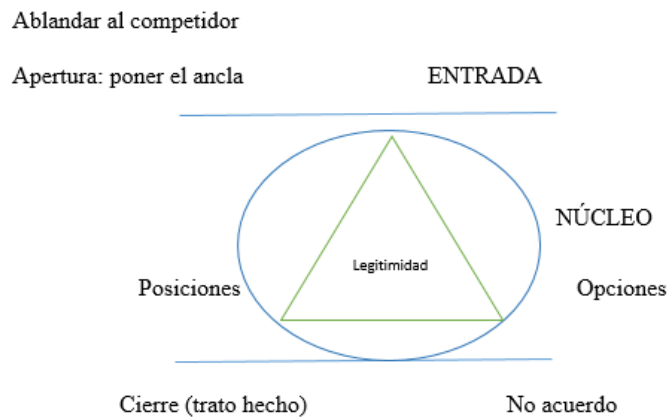 Ablandar al competidor
Apertura: poner el ancla
ENTRADA
NÚCLEO
Legitimidad
Posiciones
Opciones
Cierre (trato hecho)
No acuerdo